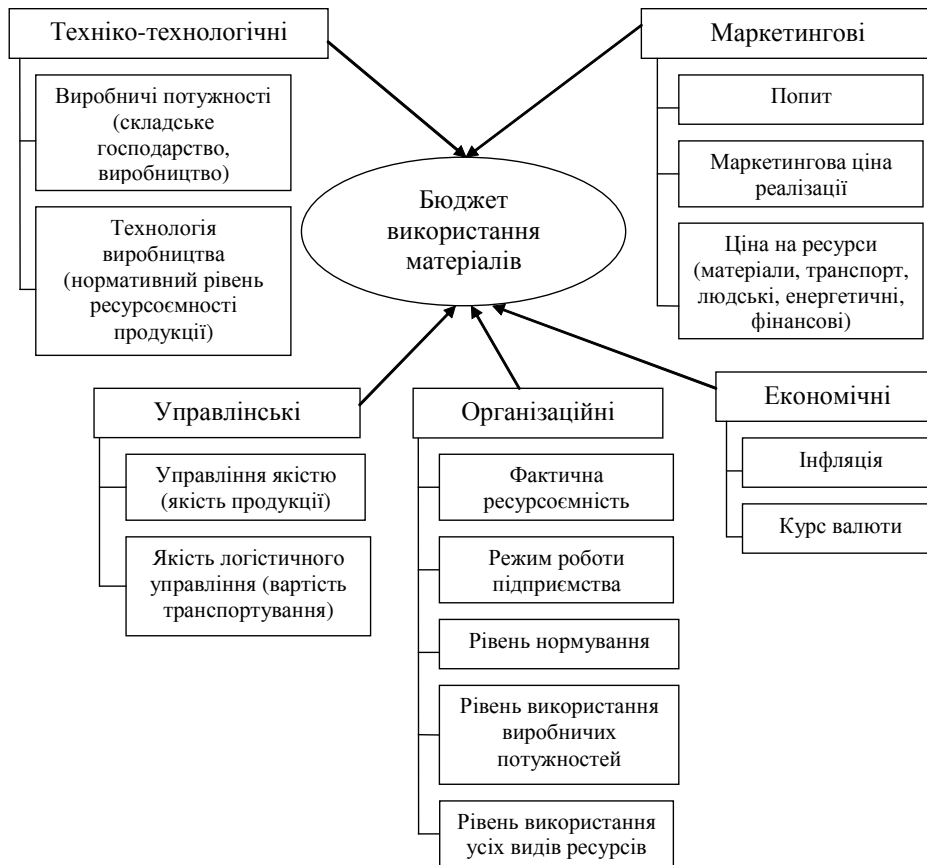 Техніко-технологічні
Виробничі потужності
(складське
господарство,
виробництво)
Технологія
виробництва
(нормативний рівень
ресурсоємності
продукції)
Маркетингові
Попит
Маркетингова ціна
реалізації
Ціна на ресурси
(матеріали, транспорт,
людські, енергетичні,
фінансові)
Бюджет
використання
матеріалів
Управлінські
Управління якістю
(якість продукції)
Якість логістичного
управління (вартість
транспортування)
Організаційні
Фактична
ресурсоємність
Режим роботи
підприємства
Рівень нормування
Рівень використання
виробничих
потужностей
Рівень використання
усіх видів ресурсів
Економічні
Інфляція
Курс валюти